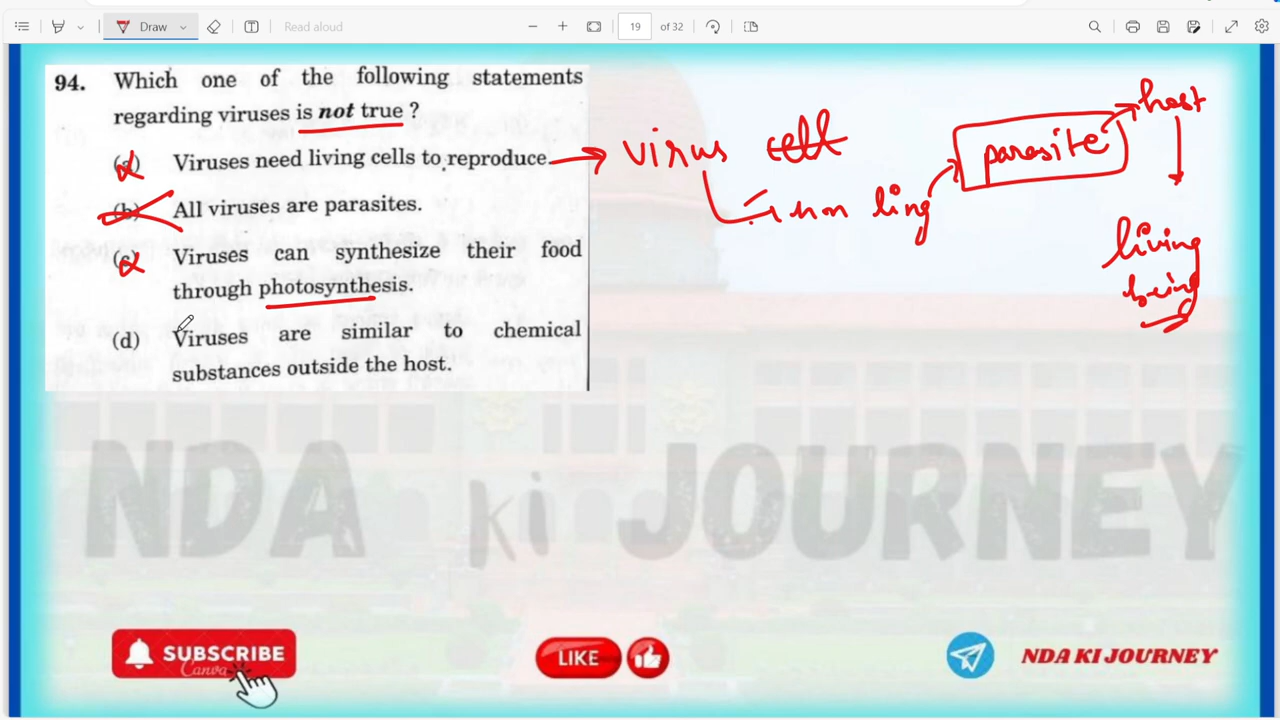 Draw
Read aloud
19 of 32
94. Which one of the following statements
regarding viruses is not true ?
(a) Viruses need living cells to reproduce.
(b) All viruses are parasites.
(c) Viruses can synthesize their food
through photosynthesis.
(d) Viruses are similar to chemical
substances outside the host.
virus cell
non ling
parasite
host
living
being
NDA ki JOURNEY
SUBSCRIBE
Canva
LIKE
NDA KI JOURNEY